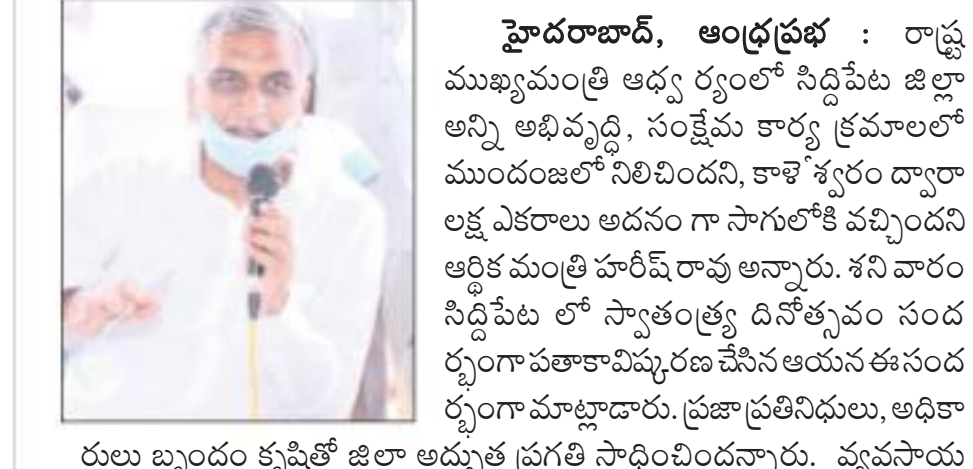 హైదరాబాద్, ఆంధ్రప్రభ : రాష్ట్ర
ముఖ్యమంత్రి ఆధ్వ ర్యంలో సిద్దిపేట జిల్లా
అన్ని అభివృద్ధి, సంక్షేమ కార్య క్రమాలలో
ముందంజలో నిలిచిందని, కాళె శ్వరం ద్వారా
లక్ష ఎకరాలు అదనం గా సాగులోకి వచ్చిందని
ఆర్థిక మంత్రి హరీష్ రావు అన్నారు. శని వారం
సిద్దిపేట లో స్వాతంత్ర్య దినోత్సవం సంద
ర్భంగా పతాకావిష్కరణ చేసిన ఆయన ఈ సంద
ర్భంగా మాట్లాడారు. ప్రజా ప్రతినిధులు, అధికా
రులు బృందం కృషితో జిల్లా అద్భుత ప్రగతి సాధించిందన్నారు. వ్యవసాయ